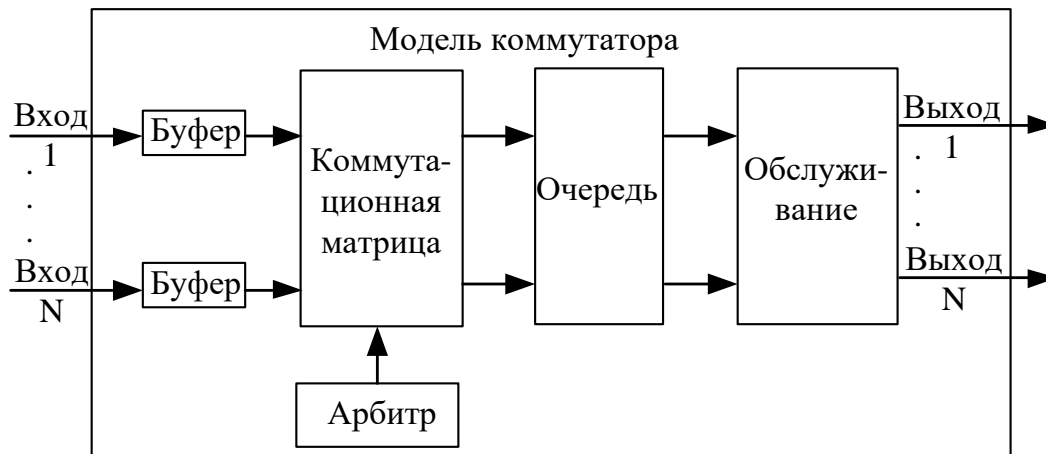 Модель коммутатора
Вход
1
.
.
.
Вход
N
Буфер
Буфер
Коммута-
ционная
матрица
Арбитр
Очередь
Обслужи-
вание
Выход
1
.
.
.
Выход
N